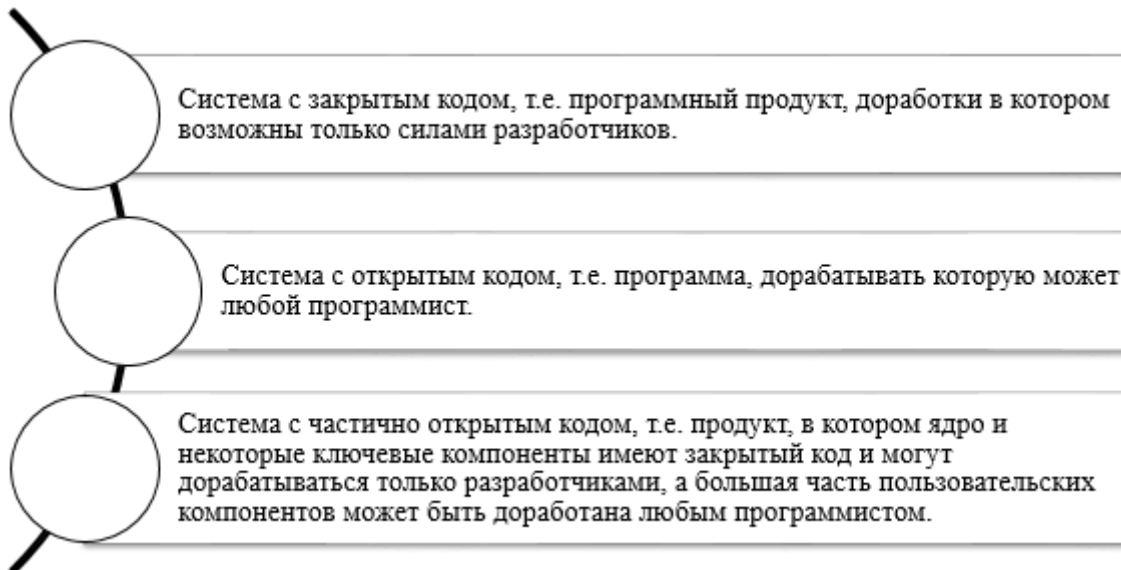 Система с закрытым кодом, т.е. программный продукт, доработки в котором
возможны только силами разработчиков.
Система с открытым кодом, т.е. программа, дорабатывать которую может
любой программист.
Система с частично открытым кодом, т.е. продукт, в котором ядро и
некоторые ключевые компоненты имеют закрытый код и могут
дорабатываться только разработчиками, а большая часть пользовательских
компонентов может быть доработана любым программистом.